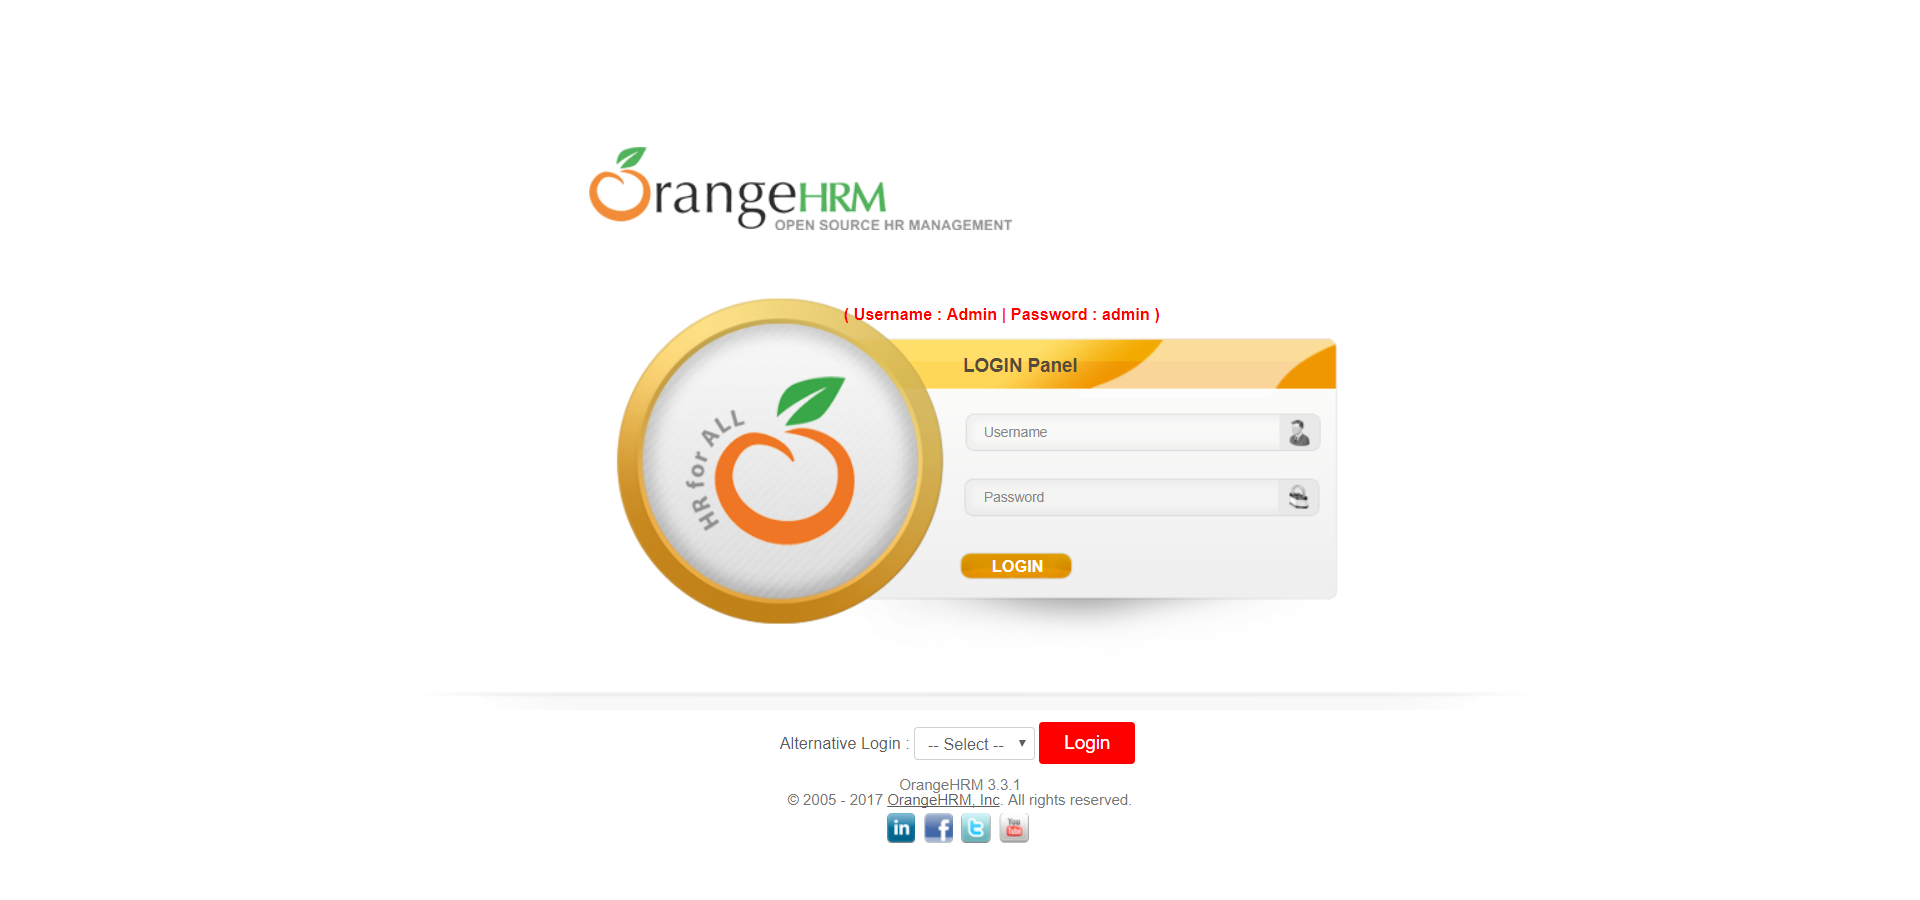 OrangeHRM
OPEN SOURCE HR MANAGEMENT
( Username : Admin | Password : admin )
LOGIN Panel
HR for ALL
Username
Password
LOGIN
Alternative Login : -- Select -- Login
OrangeHRM 3.3.1
© 2005 - 2017 OrangeHRM, Inc. All rights reserved.
in f t You Tube